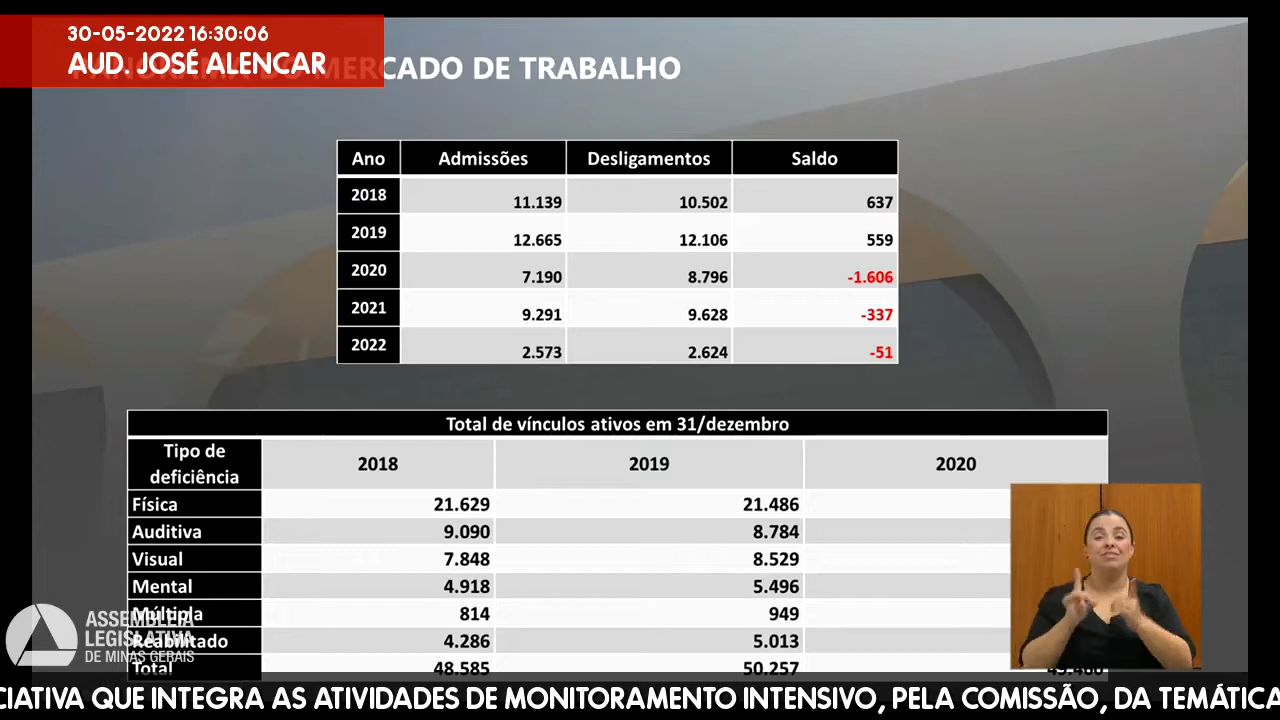 30-05-2022 16:30:06
AUD. JOSÉ ALENCAR
MERCADO DE TRABALHO
Ano Admissões Desligamentos Saldo
2018 11.139 10.502 637
2019 12.665 12.106 559
2020 7.190 8.796 -1.606
2021 9.291 9.628 -337
2022 2.573 2.624 -51
Total de vínculos ativos em 31/dezembro
Tipo de deficiência 2018 2019 2020
Física 21.629 21.486
Auditiva 9.090 8.784
Visual 7.848 8.529
Mental 4.918 5.496
Múltipla 814 949
Reabilitado 4.286 5.013
Total 48.585 50.257
ASSEMBLEIA
LEGISLATIVA
DE MINAS GERAIS
CIATIVA QUE INTEGRA AS ATIVIDADES DE MONITORAMENTO INTENSIVO, PELA COMISSÃO, DA TEMÁTICA